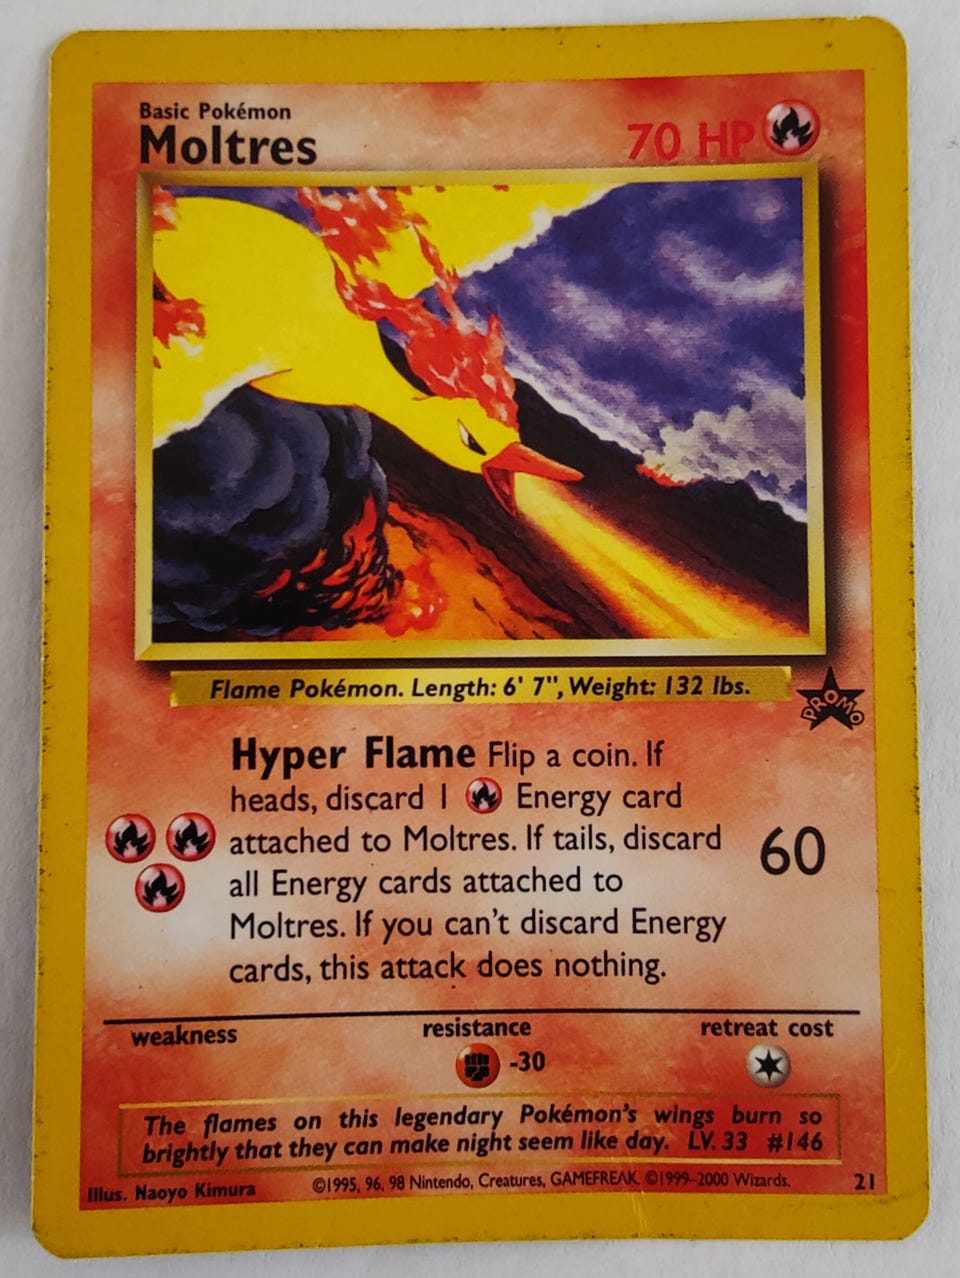 Basic Pokémon
Moltres
70 HP
Flame Pokémon. Length: 6' 7", Weight: 132 lbs.
PROMO
Hyper Flame Flip a coin. If
heads, discard 1 Energy card
attached to Moltres. If tails, discard
all Energy cards attached to
Moltres. If you can't discard Energy
cards, this attack does nothing.
60
weakness
resistance
retreat cost
-30
The flames on this legendary Pokémon's wings burn so
brightly that they can make night seem like day. LV. 33 #146
Illus. Naoyo Kimura
©1995, 96, 98 Nintendo, Creatures, GAMEFREAK. ©1999-2000 Wizards.
21